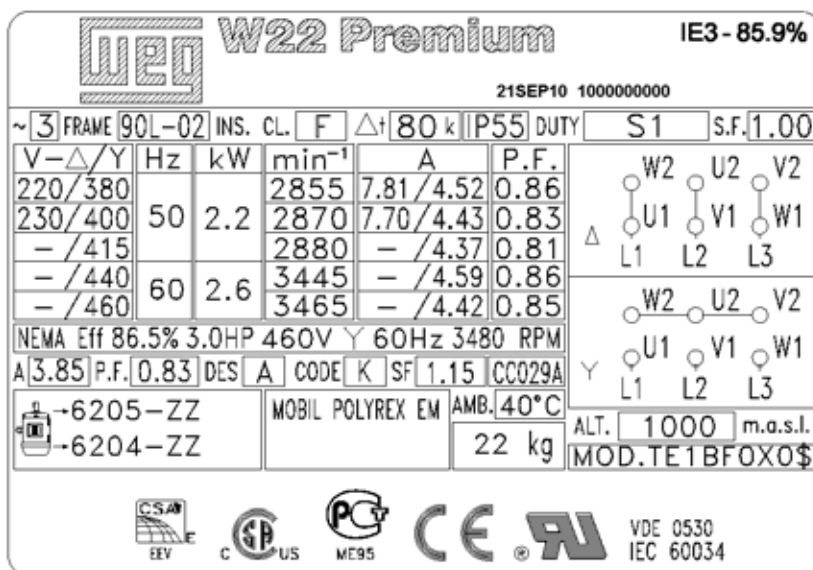 WEG W22 Premium IE3 - 85.9%
21SEP10 1000000000
~ 3 FRAME 90L-02 INS. CL. F Δt 80 k IP55 DUTY S1 S.F. 1.00
V-△/Y Hz kW min⁻¹ A P.F.
220/380 2855 7.81/4.52 0.86
230/400 50 2.2 2870 7.70/4.43 0.83
- /415 2880 - /4.37 0.81
- /440 3445 - /4.59 0.86
60 2.6
- /460 3465 - /4.42 0.85
W2 U2 V2
△ U1 V1 W1
L1 L2 L3
W2 U2 V2
Y U1 V1 W1
L1 L2 L3
NEMA Eff 86.5% 3.0HP 460V Y 60Hz 3480 RPM
A 3.85 P.F. 0.83 DES A CODE K SF 1.15 CC029A
→6205-ZZ
→6204-ZZ
MOBIL POLYREX EM
AMB. 40°C
22 kg
ALT. 1000 m.a.s.l.
MOD.TE1BF0X0$
CSA E
EEV
C SA US
PCT
ME95
CE
® RU
VDE 0530
IEC 60034